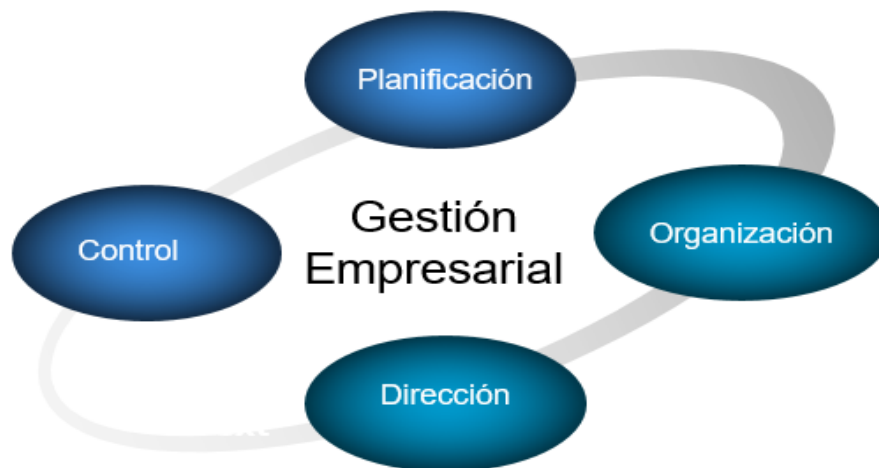 Planificación
Gestión
Empresarial
Organización
Control
Dirección